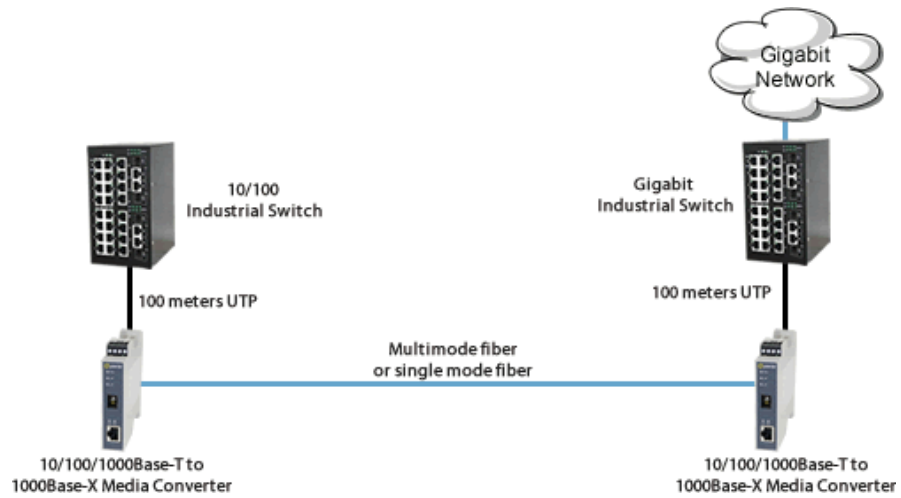 Gigabit
Network
10/100
Industrial Switch
Gigabit
Industrial Switch
100 meters UTP
100 meters UTP
Multimode fiber
or single mode fiber
10/100/1000Base-T to
1000Base-X Media Converter
10/100/1000Base-T to
1000Base-X Media Converter